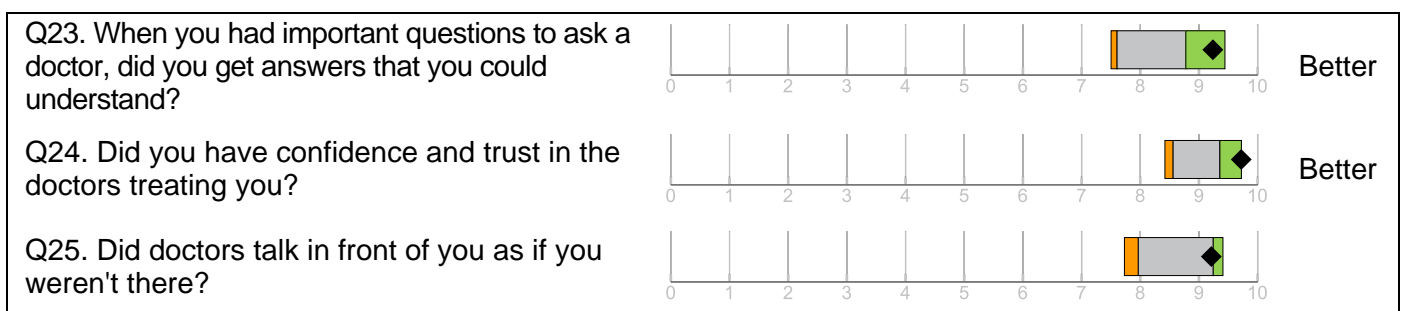 Q23. When you had important questions to ask a
doctor, did you get answers that you could
understand?
0 1 2 3 4 5 6 7 8 9 10
Better
Q24. Did you have confidence and trust in the
doctors treating you?
0 1 2 3 4 5 6 7 8 9 10
Better
Q25. Did doctors talk in front of you as if you
weren't there?
0 1 2 3 4 5 6 7 8 9 10